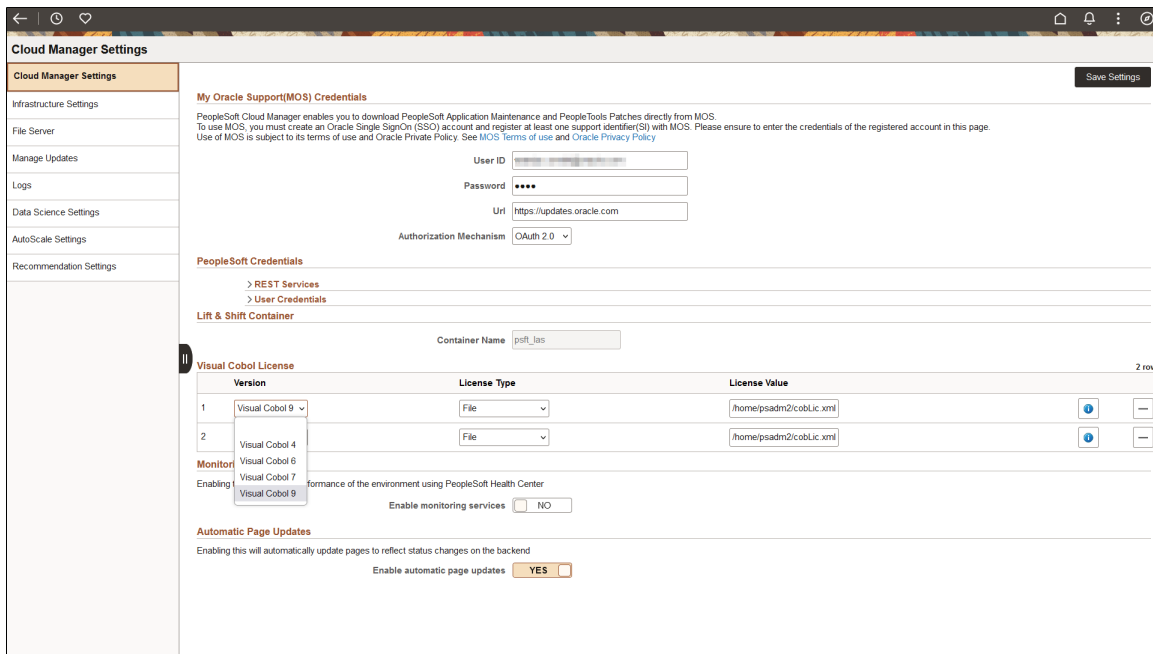 Cloud Manager Settings
Cloud Manager Settings
Save Settings
Infrastructure Settings
File Server
Manage Updates
Logs
Data Science Settings
AutoScale Settings
Recommendation Settings
My Oracle Support(MOS) Credentials
PeopleSoft Cloud Manager enables you to download PeopleSoft Application Maintenance and PeopleTools Patches directly from MOS.
To use MOS, you must create an Oracle Single SignOn (SSO) account and register at least one support identifier(SI) with MOS. Please ensure to enter the credentials of the registered account in this page.
Use of MOS is subject to its terms of use and Oracle Private Policy. See MOS Terms of use and Oracle Privacy Policy
User ID
Password ••••
Url https://updates.oracle.com
Authorization Mechanism OAuth 2.0
PeopleSoft Credentials
REST Services
User Credentials
Lift & Shift Container
Container Name psft_las
Visual Cobol License
2
Version License Type License Value
1 Visual Cobol 9 File /home/psadm2/cobLic.xml
2 File /home/psadm2/cobLic.xml
Visual Cobol 4
Visual Cobol 6
Visual Cobol 7
Visual Cobol 9
Enabling formance of the environment using PeopleSoft Health Center
Enable monitoring services NO
Automatic Page Updates
Enabling this will automatically update pages to reflect status changes on the backend
Enable automatic page updates YES